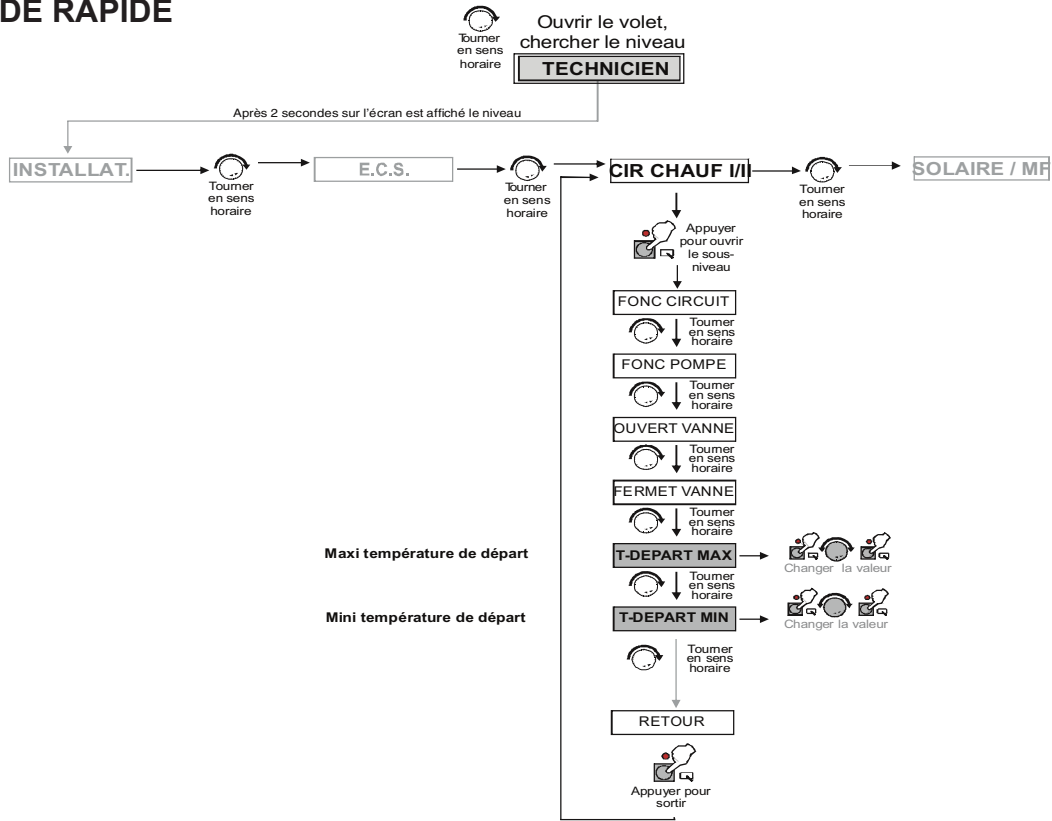 DE RAPIDE
Ouvrir le volet,
chercher le niveau
Tourner
en sens
horaire
TECHNICIEN
Après 2 secondes sur l'écran est affiché le niveau
INSTALLAT.
Tourner
en sens
horaire
E.C.S.
Tourner
en sens
horaire
CIR CHAUF I/II
Tourner
en sens
horaire
SOLAIRE / MF
Appuyer
pour ouvrir
le sous-
niveau
FONC CIRCUIT
Tourner
en sens
horaire
FONC POMPE
Tourner
en sens
horaire
OUVERT VANNE
Tourner
en sens
horaire
FERMET VANNE
Tourner
en sens
horaire
Maxi température de départ
T-DEPART MAX
Changer la valeur
Tourner
en sens
horaire
Mini température de départ
T-DEPART MIN
Changer la valeur
Tourner
en sens
horaire
RETOUR
Appuyer pour
sortir